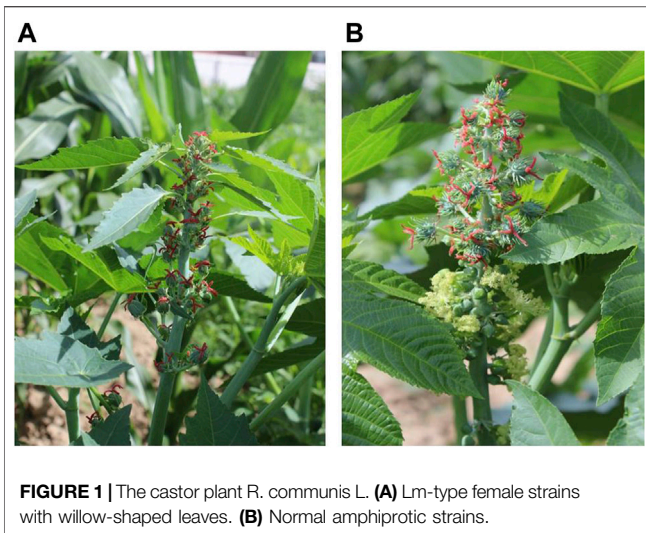 A
B
FIGURE 1 | The castor plant R. communis L. (A) Lm-type female strains
with willow-shaped leaves. (B) Normal amphiprotic strains.